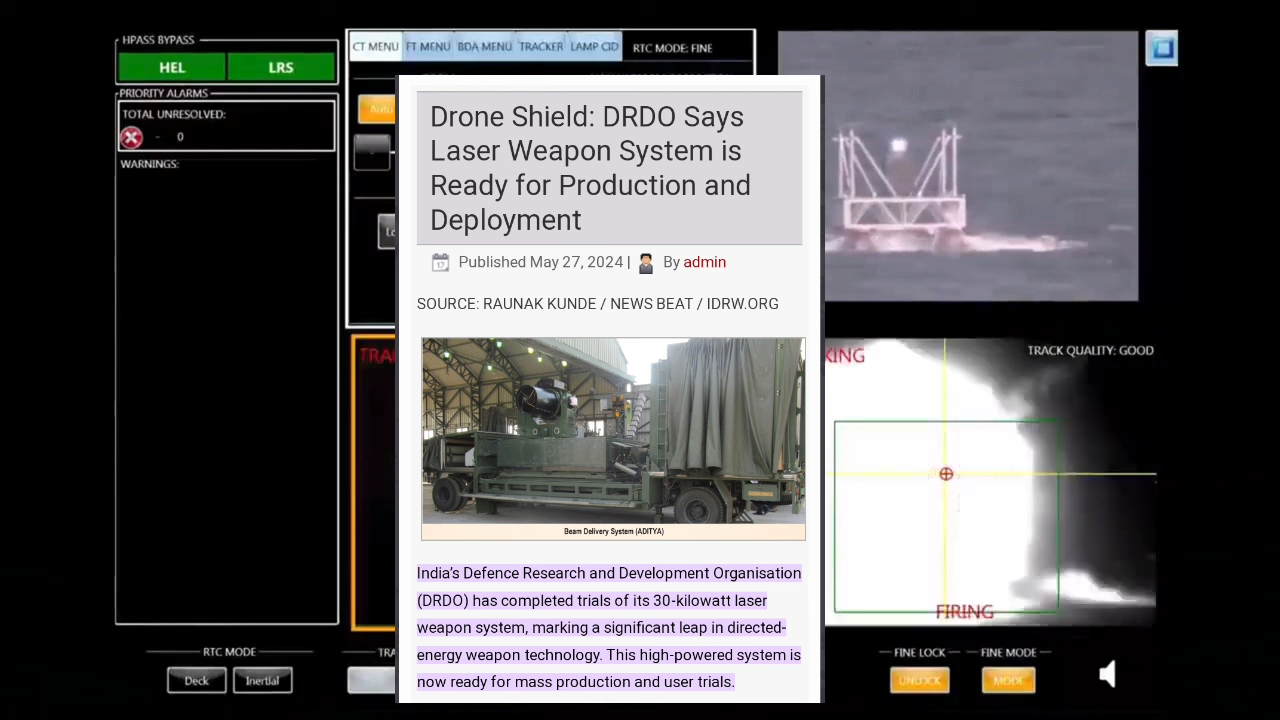 HPASS BYPASS
HEL
LRS
PRIORITY ALARMS
TOTAL UNRESOLVED:
- 0
WARNINGS:
CT MENU
FT MENU
BDA MENU
TRACKER
LAMP CID
RTC MODE: FINE
Auto
Drone Shield: DRDO Says
Laser Weapon System is
Ready for Production and
Deployment
17
Published May 27, 2024 |
By admin
SOURCE: RAUNAK KUNDE / NEWS BEAT / IDRW.ORG
Beam Delivery System (ADITYA)
India's Defence Research and Development Organisation
(DRDO) has completed trials of its 30-kilowatt laser
weapon system, marking a significant leap in directed-
energy weapon technology. This high-powered system is
now ready for mass production and user trials.
TRACK QUALITY: GOOD
FIRING
RTC MODE
Deck
Inertial
FINE LOCK
FINE MODE
UNLOCK
MODE